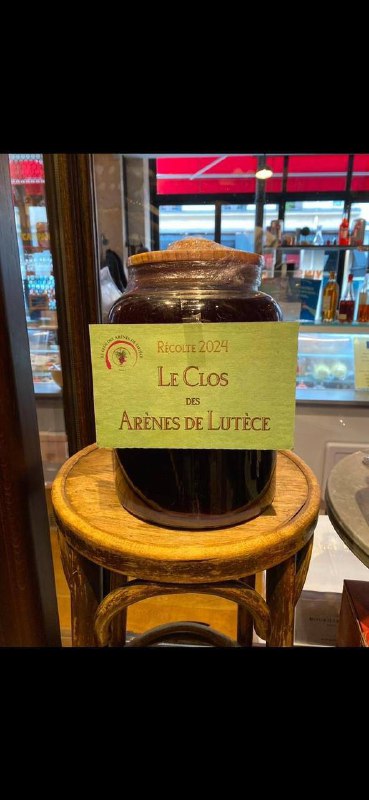 RÉCOLTE 2024
LE CLOS
DES
ARÈNES DE LUTÈCE